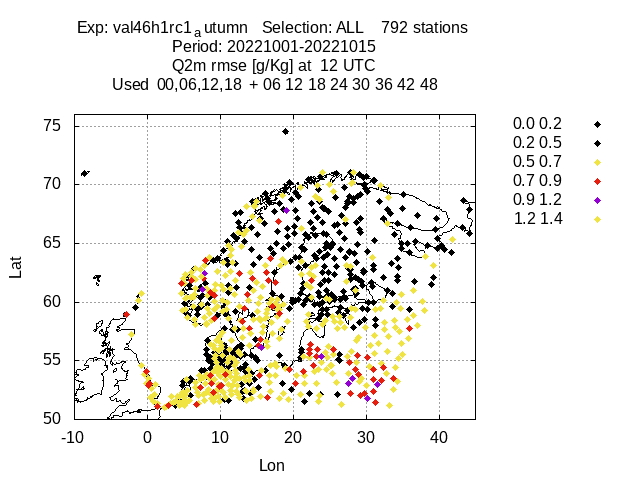 Exp: val46h1rc1_a utumn Selection: ALL 792 stations
Period: 20221001-20221015
Q2m rmse [g/Kg] at 12 UTC
Used 00,06,12,18 + 06 12 18 24 30 36 42 48
0.0 0.2
0.2 0.5
0.5 0.7
0.7 0.9
0.9 1.2
1.2 1.4
75
70
65
60
55
50
Lat
-10 0 10 20 30 40
Lon